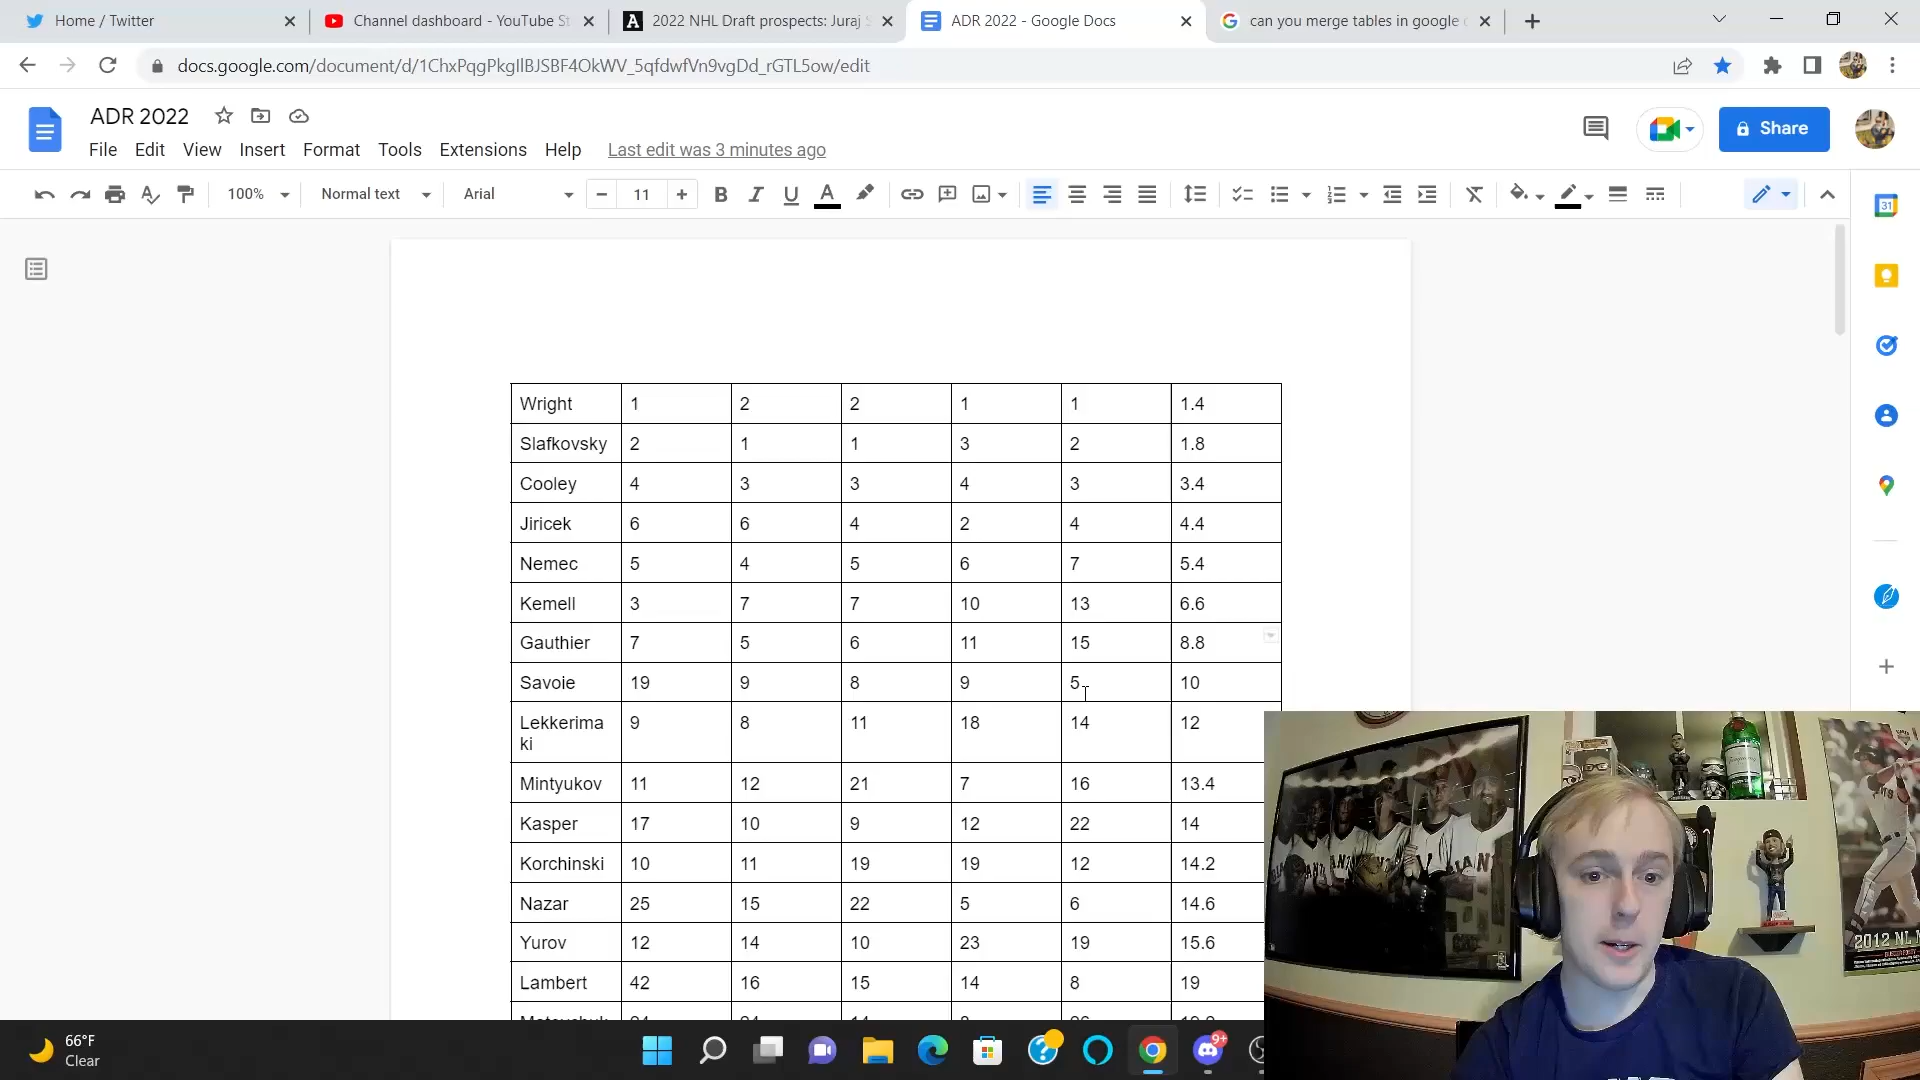 Home / Twitter
Channel dashboard - YouTube St
2022 NHL Draft prospects: Juraj S
ADR 2022 - Google Docs
can you merge tables in google d
docs.google.com/document/d/1ChxPqgPkgIlBJSBF4OkWV_5qfdwfVn9vgDd_rGTL5ow/edit
ADR 2022
Share
File Edit View Insert Format Tools Extensions Help Last edit was 3 minutes ago
100% Normal text Arial 11 B I U A
31
Wright 1 2 2 1 1 1.4
Slafkovsky 2 1 1 3 2 1.8
Cooley 4 3 3 4 3 3.4
Jiricek 6 6 4 2 4 4.4
Nemec 5 4 5 6 7 5.4
Kemell 3 7 7 10 13 6.6
Gauthier 7 5 6 11 15 8.8
Savoie 19 9 8 9 5 10
Lekkerima 9 8 11 18 14 12
ki
Mintyukov 11 12 21 7 16 13.4
Kasper 17 10 9 12 22 14
Korchinski 10 11 19 19 12 14.2
Nazar 25 15 22 5 6 14.6
Yurov 12 14 10 23 19 15.6
Lambert 42 16 15 14 8 19
GIANTS
2012 NL
66°F
Clear
9+